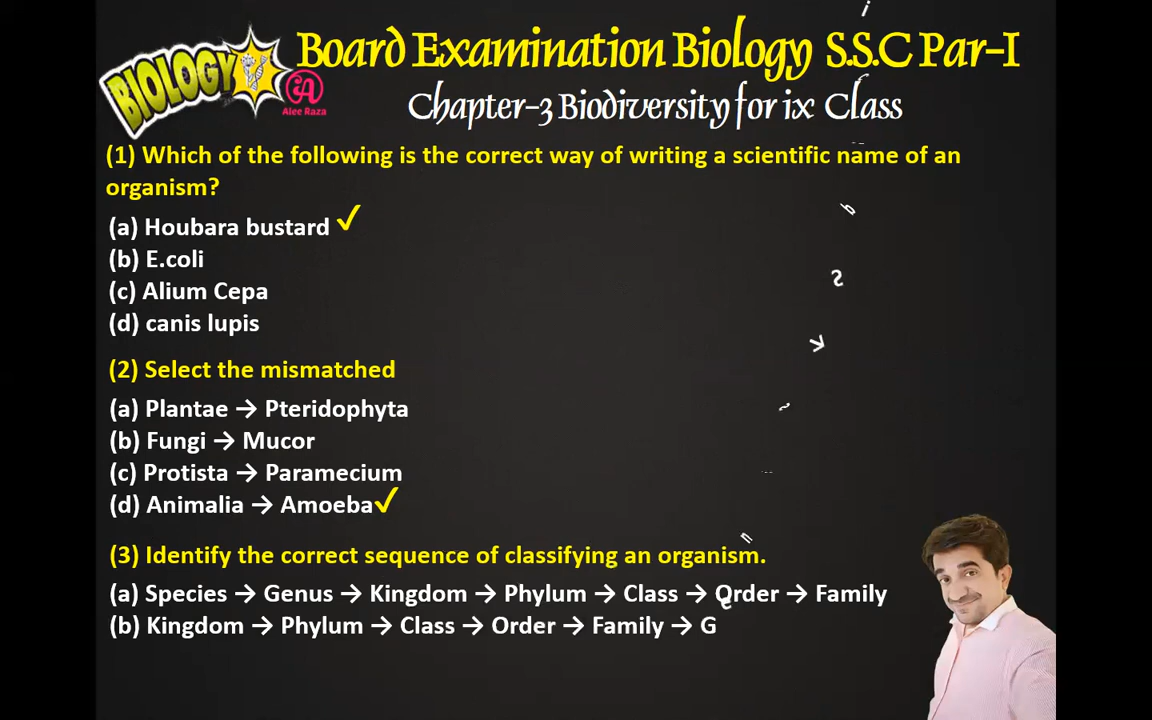 BIOLOGY
Alee Raza
Board Examination Biology S.S.C Par-I
Chapter-3 Biodiversity for ix Class
(1) Which of the following is the correct way of writing a scientific name of an
organism?
(a) Houbara bustard ✓
(b) E.coli
(c) Alium Cepa
(d) canis lupis
(2) Select the mismatched
(a) Plantae → Pteridophyta
(b) Fungi → Mucor
(c) Protista → Paramecium
(d) Animalia → Amoeba✓
(3) Identify the correct sequence of classifying an organism.
(a) Species → Genus → Kingdom → Phylum → Class → Order → Family
(b) Kingdom → Phylum → Class → Order → Family → G